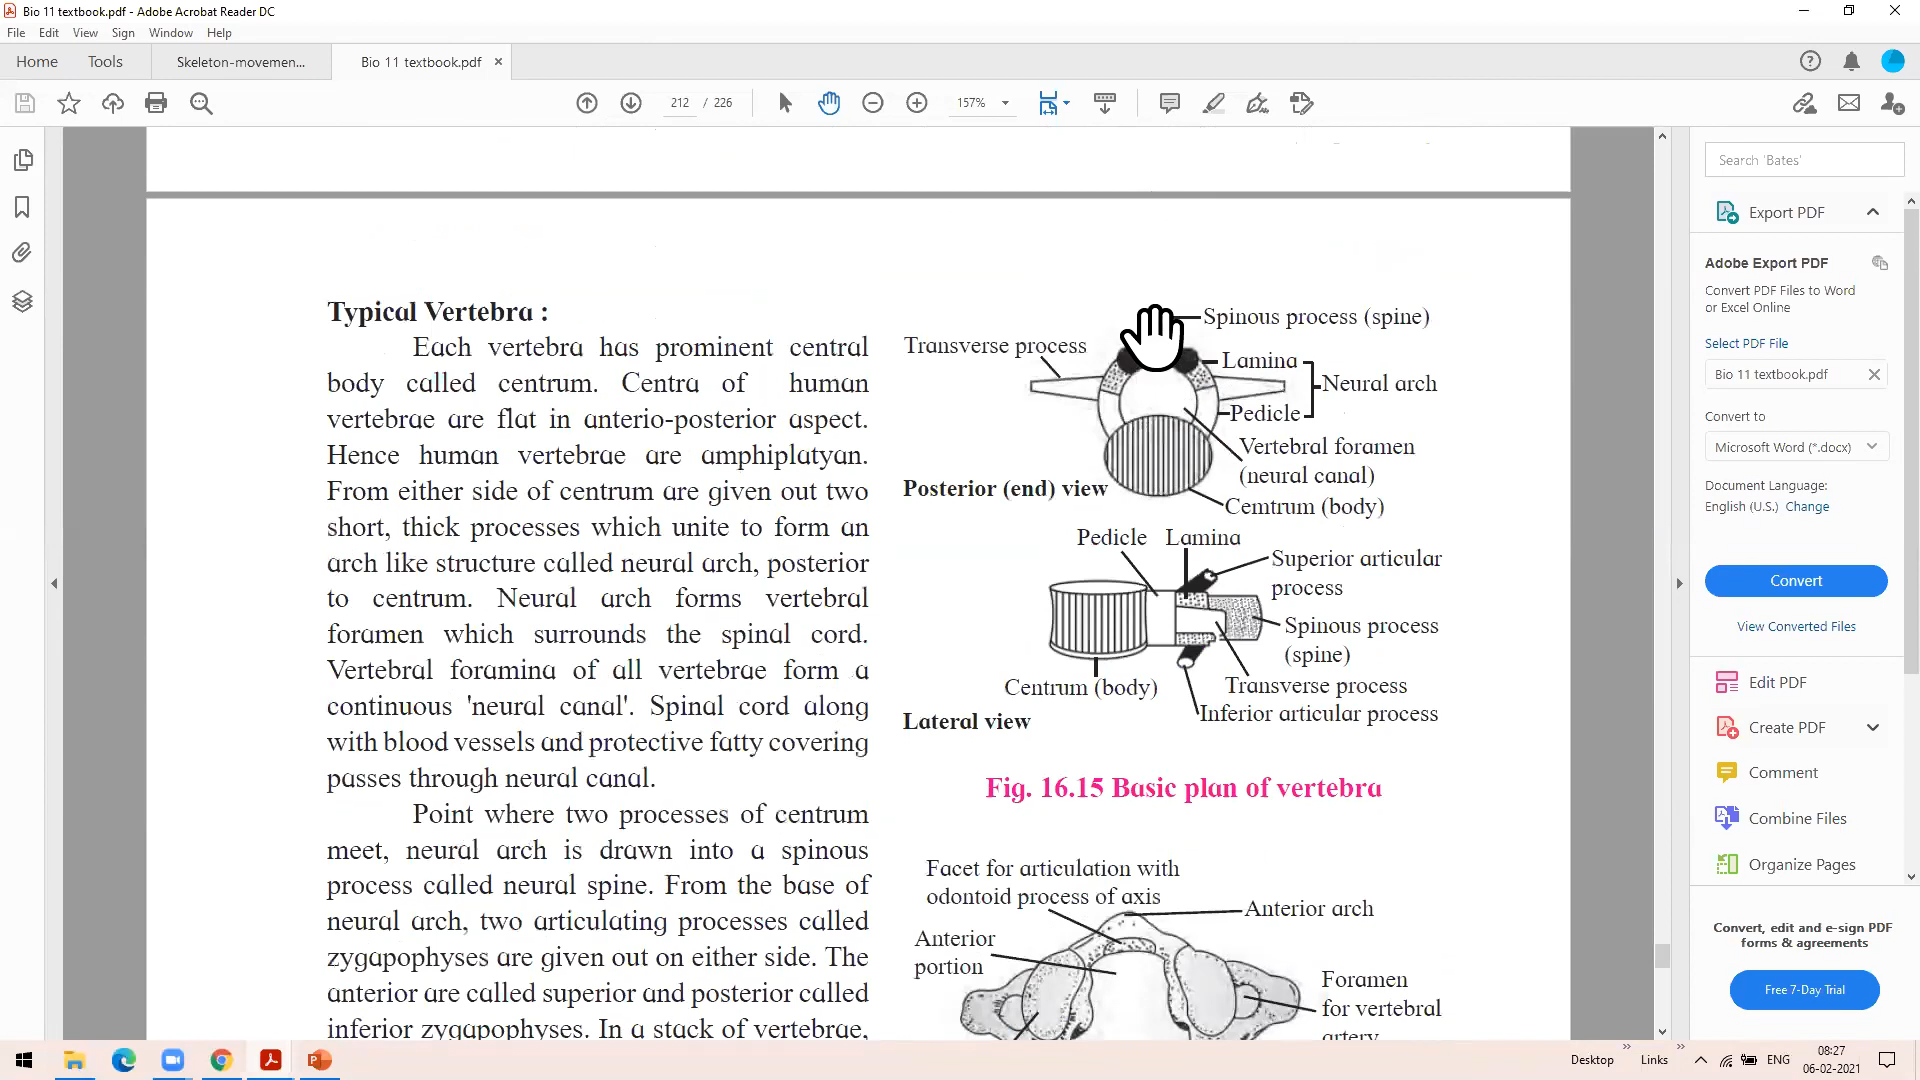 Bio 11 textbook.pdf - Adobe Acrobat Reader DC
File Edit View Sign Window Help
Home Tools Skeleton-movemen... Bio 11 textbook.pdf ×
212 / 226 157%
Typical Vertebra :
Each vertebra has prominent central
body called centrum. Centra of human
vertebrae are flat in anterio-posterior aspect.
Hence human vertebrae are amphiplatyan.
From either side of centrum are given out two
short, thick processes which unite to form an
arch like structure called neural arch, posterior
to centrum. Neural arch forms vertebral
foramen which surrounds the spinal cord.
Vertebral foramina of all vertebrae form a
continuous 'neural canal'. Spinal cord along
with blood vessels and protective fatty covering
passes through neural canal.
Point where two processes of centrum
meet, neural arch is drawn into a spinous
process called neural spine. From the base of
neural arch, two articulating processes called
zygapophyses are given out on either side. The
anterior are called superior and posterior called
inferior zygapophyses. In a stack of vertebrae,
Spinous process (spine)
Transverse process
Lamina
Neural arch
Pedicle
Vertebral foramen
(neural canal)
Posterior (end) view
Cemtrum (body)
Pedicle Lamina
Superior articular
process
Spinous process
(spine)
Centrum (body)
Transverse process
Inferior articular process
Lateral view
Fig. 16.15 Basic plan of vertebra
Facet for articulation with
odontoid process of axis
Anterior arch
Anterior
portion
Foramen
for vertebral
artery
Search 'Bates'
Export PDF
Adobe Export PDF
Convert PDF Files to Word
or Excel Online
Select PDF File
Bio 11 textbook.pdf
Convert to
Microsoft Word (*.docx)
Document Language:
English (U.S.) Change
Convert
View Converted Files
Edit PDF
Create PDF
Comment
Combine Files
Organize Pages
Convert, edit and e-sign PDF
forms & agreements
Free 7-Day Trial
Desktop » Links » ENG 08:27
06-02-2021